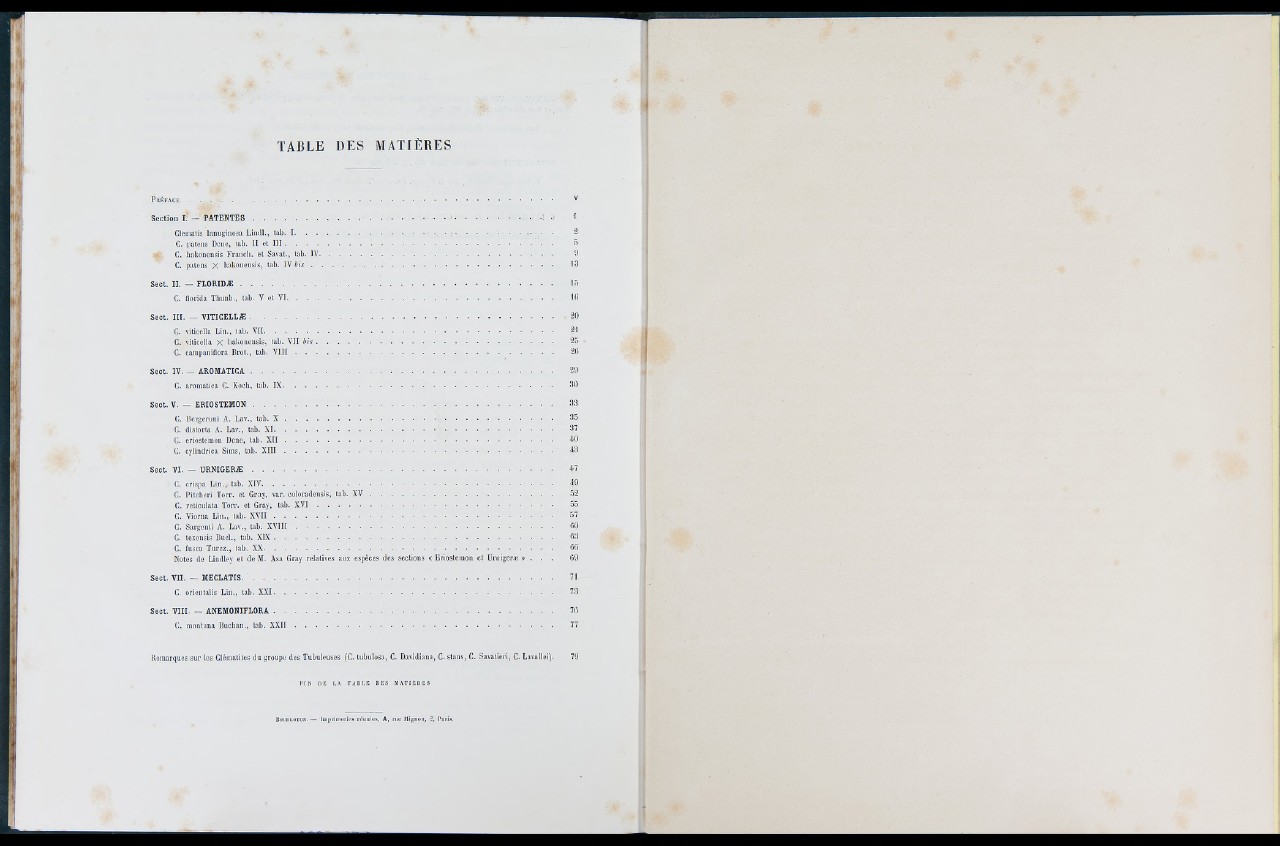 TABLE DES MATIÈRES
PRÉFACE . . . V
Section I. — PATENTES . . . 1
Clematis lanuginosa Lindl., tab. I. . . . 2
C. patens Dcne, tab. II et III . . . 5
C. hakonensis Franch. et Savat., tab. IV. . . . 9
C. patens × hakonensis, tab. IV bis . . . 13
Sect. II. — FLORIDÆ . . . 15
C. florida Thunb., tab. V et VI. . . . 16
Sect. III. — VITICELLÆ . . . 20
C. viticella Lin., tab. VII. . . . 21
C. viticella × hakonensis, tab. VII bis . . . 25
C. campaniflora Brot., tab. VIII . . . 26
Sect. IV. — AROMATICA . . . 29
C. aromatica C. Koch, tab. IX. . . . 30
Sect. V. — ERIOSTEMON . . . 33
C. Bergeroni A. Lav., tab. X . . . 35
C. distorta A. Lav., tab. XI. . . . 37
C. eriostemon Dcne, tab. XII . . . 40
C. cylindrica Sims, tab. XIII . . . 43
Sect. VI. — URNIGERÆ . . . 47
C. crispa Lin., tab. XIV. . . . 49
C. Pitcheri Torr. et Gray, var. coloradensis, tab. XV . . . 52
C. reticulata Torr. et Gray, tab. XVI . . . 55
C. Viorna Lin., tab. XVII . . . 57
C. Sargenti A. Lav., tab. XVIII . . . 60
C. texensis Bucl., tab. XIX . . . 63
C. fusca Turcz., tab. XX. . . . 66
Notes de Lindley et de M. Asa Gray relatives aux espèces des sections « Eriostemon et Urnigeræ » . . . 69
Sect. VII. — MECLATIS. . . . 71
C. orientalis Lin., tab. XXI. . . . 73
Sect. VIII. — ANEMONIFLORA . . . 76
C. montana Buchan., tab. XXII . . . 77
Remarques sur les Clématites du groupe des Tubuleuses (C. tubulosa, C. Davidiana, C. stans, C. Savatieri, C. Lavallei). 79
FIN DE LA TABLE DES MATIÈRES
BOURLOTON. — Imprimeries réunies, A, rue Mignon, 2, Paris.